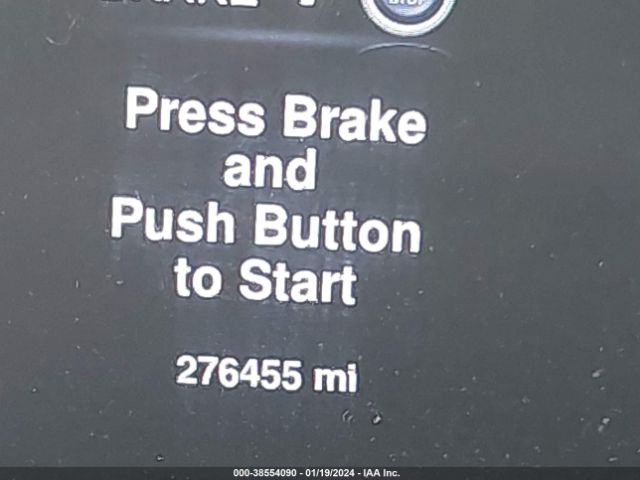 Press Brake
and
Push Button
to Start
276455 mi
000-38554090 - 01/19/2024 - IAA Inc.